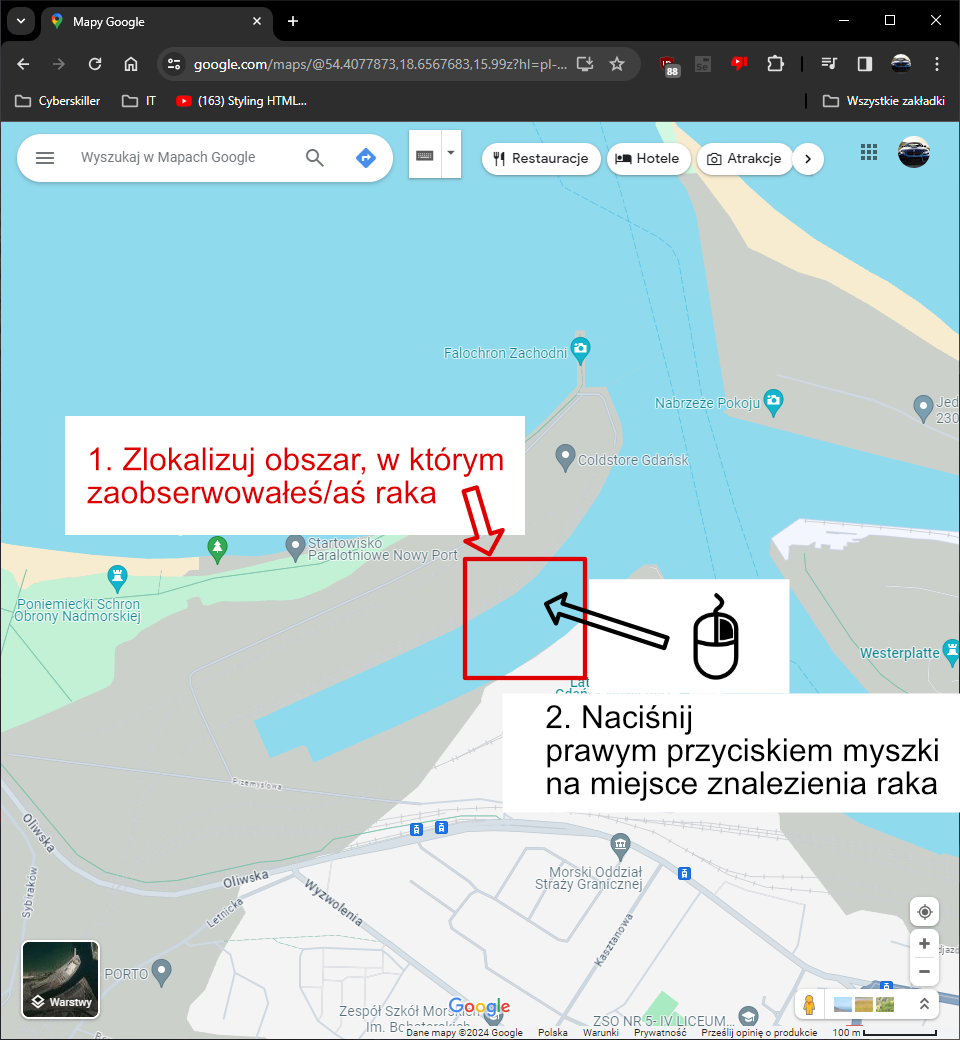 Mapy Google
google.com/maps/@54.4077873,18.6567683,15.99z?hl=pl-...
88
Se
Cyberskiller
IT
(163) Styling HTML...
Wszystkie zakładki
Wyszukaj w Mapach Google
Restauracje
Hotele
Atrakcje
Falochron Zachodni
Nabrzeże Pokoju
Jed
230
Coldstore Gdańsk
1. Zlokalizuj obszar, w którym
zaobserwowałeś/aś raka
Startowisko
Paralotniowe Nowy Port
Poniemiecki Schron
Obrony Nadmorskiej
Westerplatte
Lat
Gdań
2. Naciśnij
prawym przyciskiem myszki
na miejsce znalezienia raka
Przemysłowa
Oliwska
Morski Oddział
Straży Granicznej
Oliwska
Wyzwolenia
Sybiraków
Letnicka
Kasztanowa
PORTO
Warstwy
Google
Zespół Szkół Morskich
Im.
ZSO NR 5- IV LICEUM...
Dane mapy ©2024 Google
Polska
Warunki
Prywatność
Prześlij opinię o produkcie
100 m